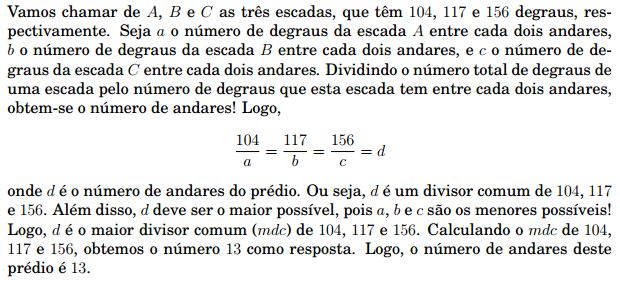 Vamos chamar de A, B e C as três escadas, que têm 104, 117 e 156 degraus, res-
pectivamente. Seja a o número de degraus da escada A entre cada dois andares,
b o número de degraus da escada B entre cada dois andares, e c o número de de-
graus da escada C entre cada dois andares. Dividindo o número total de degraus de
uma escada pelo número de degraus que esta escada tem entre cada dois andares,
obtem-se o número de andares! Logo,
104/a = 117/b = 156/c = d
onde d é o número de andares do prédio. Ou seja, d é um divisor comum de 104, 117
e 156. Além disso, d deve ser o maior possível, pois a, b e c são os menores possíveis!
Logo, d é o maior divisor comum (mdc) de 104, 117 e 156. Calculando o mdc de 104,
117 e 156, obtemos o número 13 como resposta. Logo, o número de andares deste
prédio é 13.